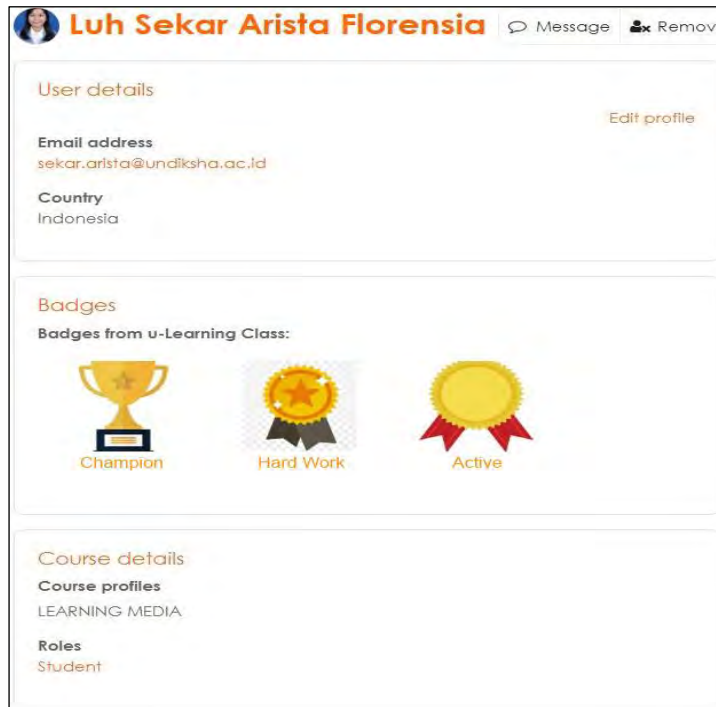 Luh Sekar Arista Florensia Message Remov
User details
Edit profile
Email address
sekar.arista@undiksha.ac.id
Country
Indonesia
Badges
Badges from u-Learning Class:
Champion Hard Work Active
Course details
Course profiles
LEARNING MEDIA
Roles
Student